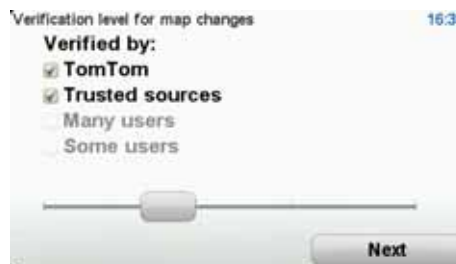 Verification level for map changes
16:3
Verified by:
TomTom
Trusted sources
Many users
Some users
Next